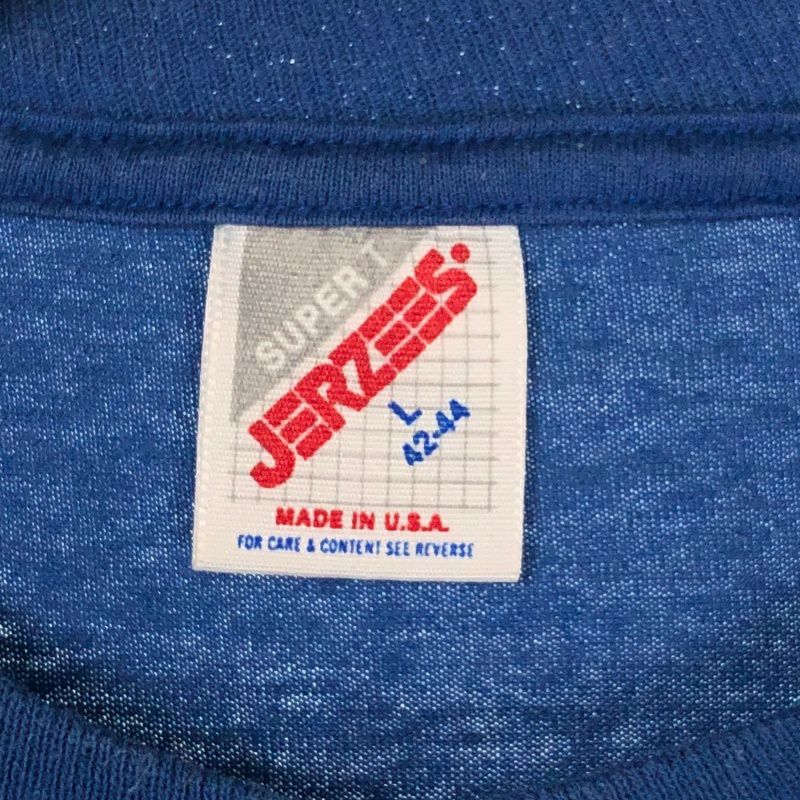 SUPER T
JERZEES
L
42-44
MADE IN U.S.A.
FOR CARE & CONTENT SEE REVERSE